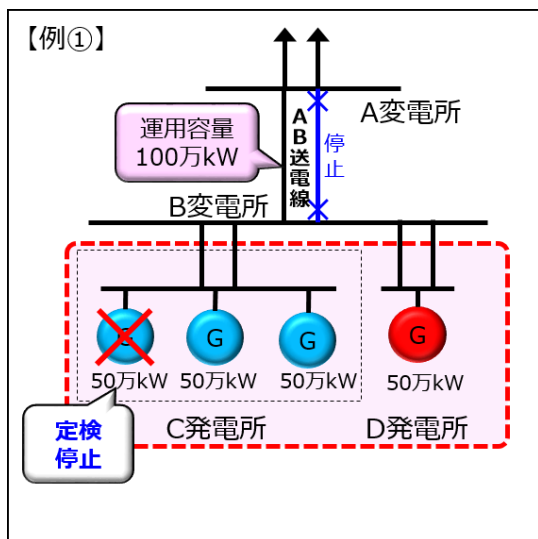 【例①】
A変電所
運用容量
100万kW
AB送電線
停止
B変電所
G
G
G
G
50万kW
50万kW
50万kW
50万kW
定検
停止
C発電所
D発電所